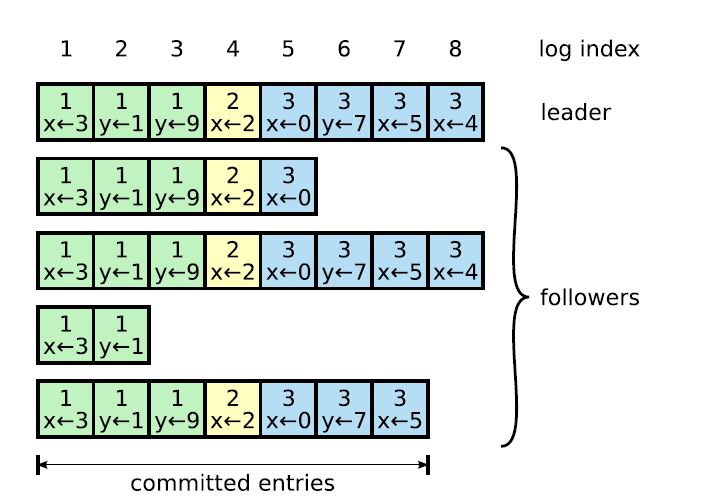 1 2 3 4 5 6 7 8 log index
1 1 1 2 3 3 3 3
x←3 y←1 y←9 x←2 x←0 y←7 x←5 x←4
leader
1 1 1 2 3
x←3 y←1 y←9 x←2 x←0
1 1 1 2 3 3 3 3
x←3 y←1 y←9 x←2 x←0 y←7 x←5 x←4
followers
1 1
x←3 y←1
1 1 1 2 3 3 3
x←3 y←1 y←9 x←2 x←0 y←7 x←5
committed entries